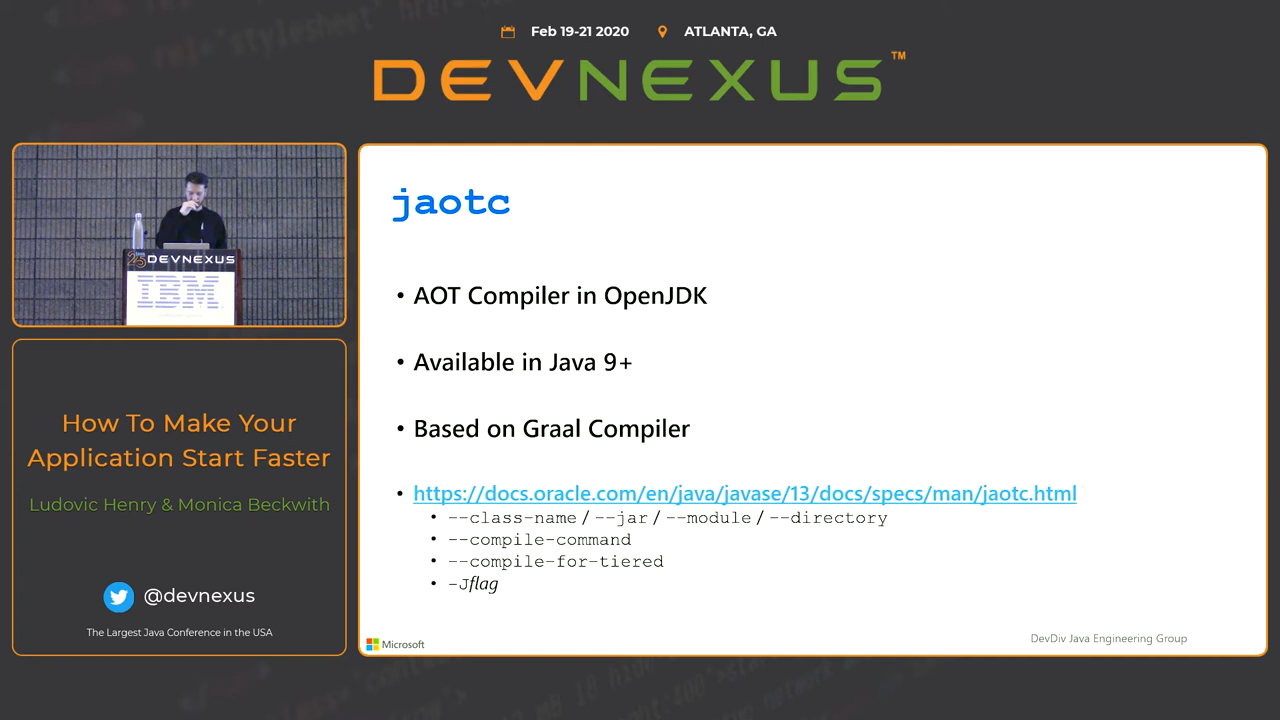 Feb 19-21 2020 ATLANTA, GA
DEVNEXUS™
DEVNEXUS
IBM
How To Make Your
Application Start Faster
Ludovic Henry & Monica Beckwith
@devnexus
The Largest Java Conference in the USA
jaotc
• AOT Compiler in OpenJDK
• Available in Java 9+
• Based on Graal Compiler
• https://docs.oracle.com/en/java/javase/13/docs/specs/man/jaotc.html
• --class-name / --jar / --module / --directory
• --compile-command
• --compile-for-tiered
• -Jflag
Microsoft
DevDiv Java Engineering Group